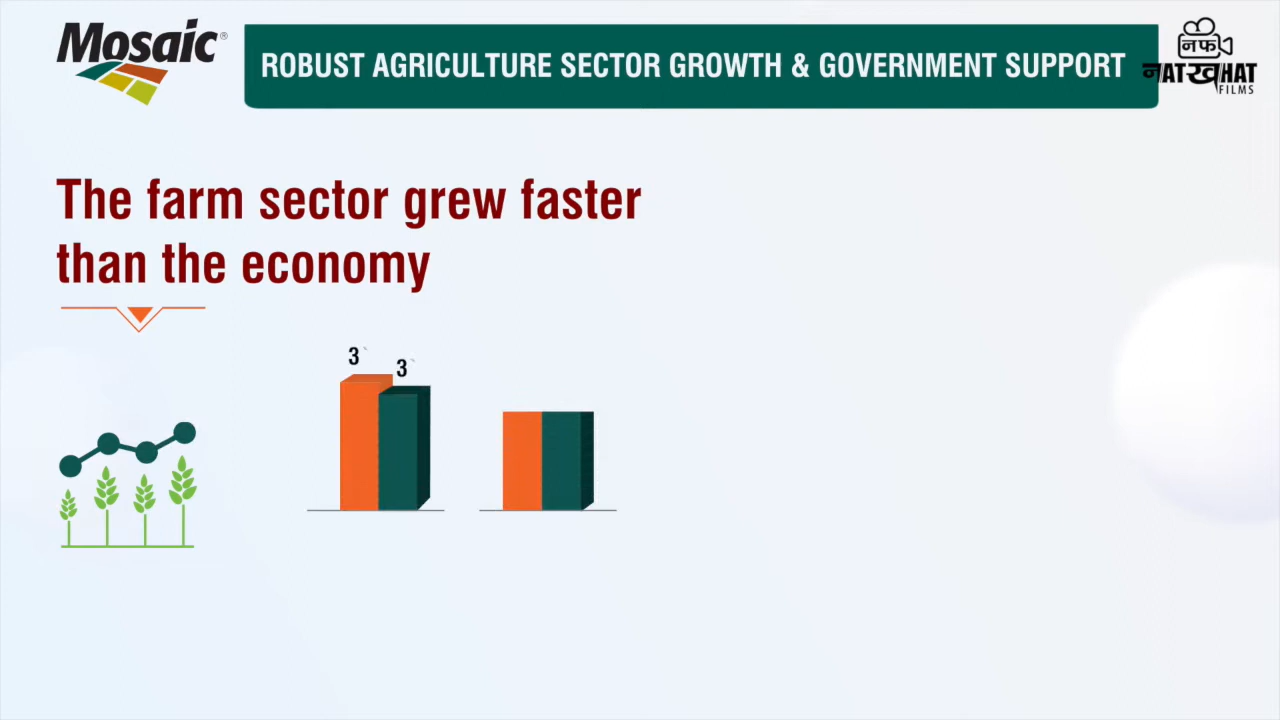 Mosaic®
ROBUST AGRICULTURE SECTOR GROWTH & GOVERNMENT SUPPORT
नफ
नATखHAT
FILMS
The farm sector grew faster
than the economy
3
3